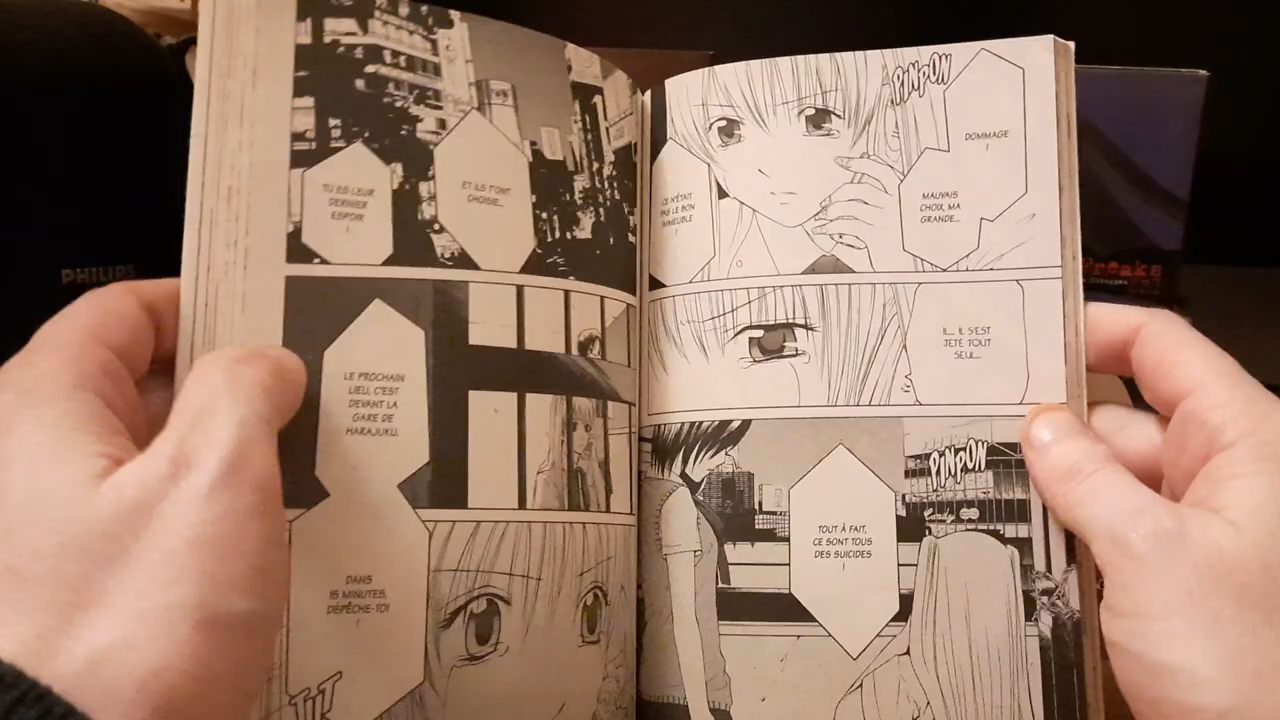 PHILIPS
PINPON
DOMMAGE
!
MAUVAIS
CHOIX, MA
GRANDE...
CE N'ÉTAIT
PAS LE BON
IMMEUBLE
!
IL... IL S'EST
JETÉ TOUT
SEUL...
PINPON
TOUT À FAIT,
CE SONT TOUS
DES SUICIDES
!
Candy
ET ILS T'ONT
CHOISIE...
TU ES LEUR
DERNIER
ESPOIR
!
LE PROCHAIN
LIEU, C'EST
DEVANT LA
GARE DE
HARAJUKU.
DANS
15 MINUTES,
DÉPÊCHE-TOI
!
Freaks